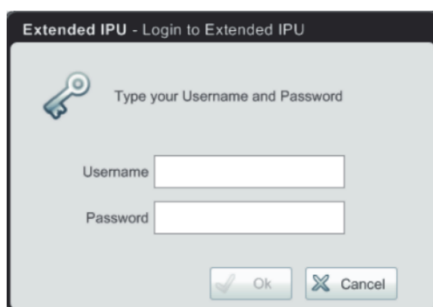 Extended IPU - Login to Extended IPU
Type your Username and Password
Username
Password
Ok Cancel